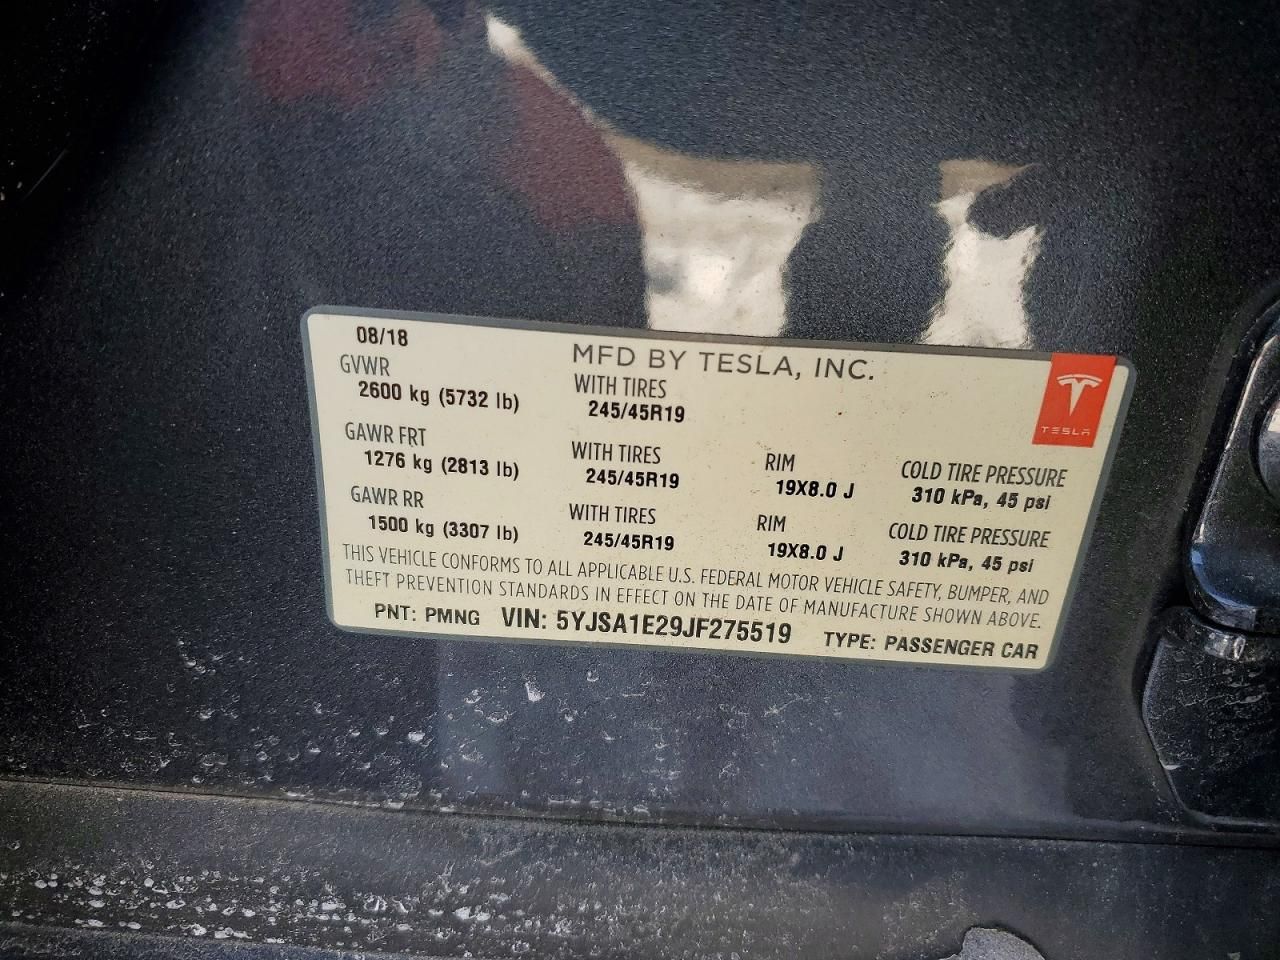 08/18
MFD BY TESLA, INC.
GVWR
2600 kg (5732 lb)
WITH TIRES
245/45R19
TESLA
GAWR FRT
1276 kg (2813 lb)
WITH TIRES
245/45R19
RIM
19X8.0 J
COLD TIRE PRESSURE
310 kPa, 45 psi
GAWR RR
1500 kg (3307 lb)
WITH TIRES
245/45R19
RIM
19X8.0 J
COLD TIRE PRESSURE
310 kPa, 45 psi
THIS VEHICLE CONFORMS TO ALL APPLICABLE U.S. FEDERAL MOTOR VEHICLE SAFETY, BUMPER, AND
THEFT PREVENTION STANDARDS IN EFFECT ON THE DATE OF MANUFACTURE SHOWN ABOVE.
PNT: PMNG VIN: 5YJSA1E29JF275519 TYPE: PASSENGER CAR